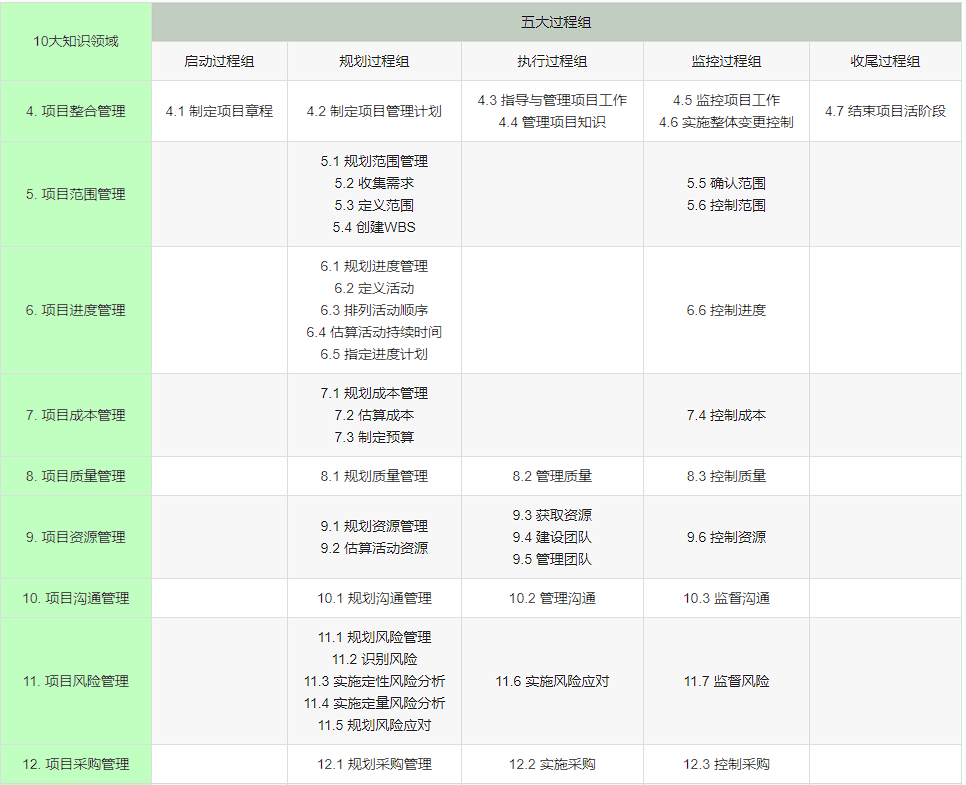 10大知识领域
五大过程组
启动过程组
规划过程组
执行过程组
监控过程组
收尾过程组
4. 项目整合管理
4.1 制定项目章程
4.2 制定项目管理计划
4.3 指导与管理项目工作
4.4 管理项目知识
4.5 监控项目工作
4.6 实施整体变更控制
4.7 结束项目活阶段
5. 项目范围管理
5.1 规划范围管理
5.2 收集需求
5.3 定义范围
5.4 创建WBS
5.5 确认范围
5.6 控制范围
6. 项目进度管理
6.1 规划进度管理
6.2 定义活动
6.3 排列活动顺序
6.4 估算活动持续时间
6.5 指定进度计划
6.6 控制进度
7. 项目成本管理
7.1 规划成本管理
7.2 估算成本
7.3 制定预算
7.4 控制成本
8. 项目质量管理
8.1 规划质量管理
8.2 管理质量
8.3 控制质量
9. 项目资源管理
9.1 规划资源管理
9.2 估算活动资源
9.3 获取资源
9.4 建设团队
9.5 管理团队
9.6 控制资源
10. 项目沟通管理
10.1 规划沟通管理
10.2 管理沟通
10.3 监督沟通
11. 项目风险管理
11.1 规划风险管理
11.2 识别风险
11.3 实施定性风险分析
11.4 实施定量风险分析
11.5 规划风险应对
11.6 实施风险应对
11.7 监督风险
12. 项目采购管理
12.1 规划采购管理
12.2 实施采购
12.3 控制采购